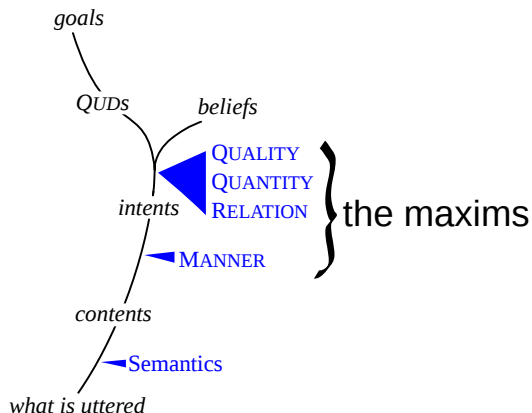 goals
QUDs
beliefs
QUALITY
QUANTITY
intents
RELATION
the maxims
MANNER
contents
Semantics
what is uttered